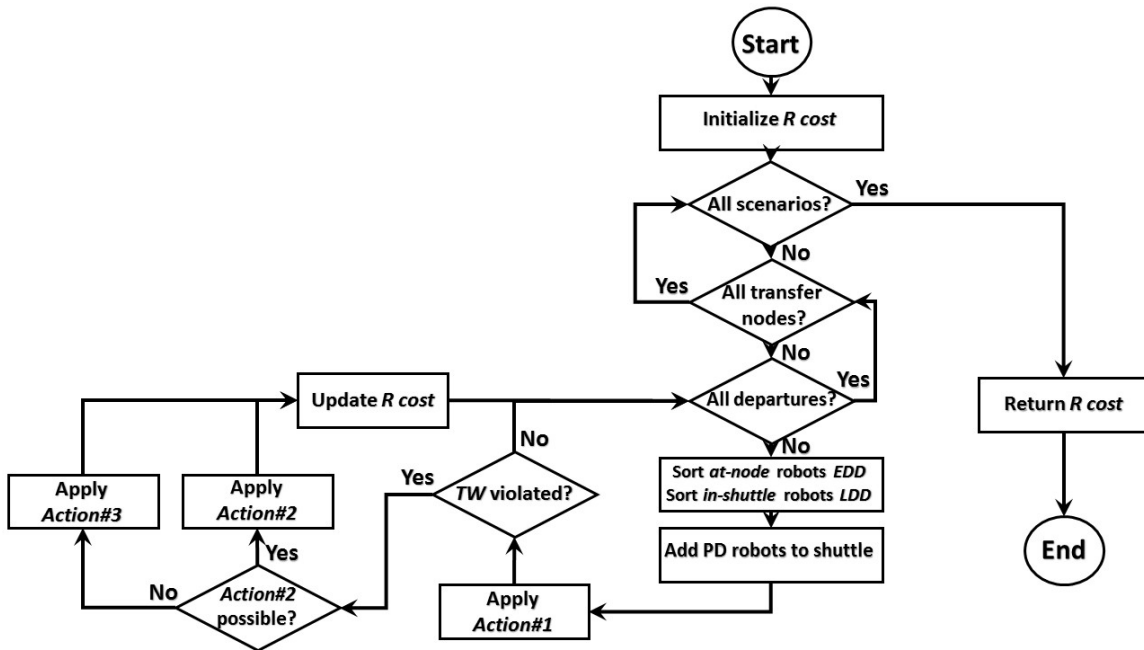 Start
Initialize R cost
All scenarios?
Yes
No
All transfer
nodes?
Yes
No
All departures?
Yes
No
Sort at-node robots EDD
Sort in-shuttle robots LDD
Add PD robots to shuttle
Apply
Action#1
TW violated?
No
Yes
Action#2
possible?
Yes
No
Apply
Action#2
Apply
Action#3
Update R cost
Return R cost
End